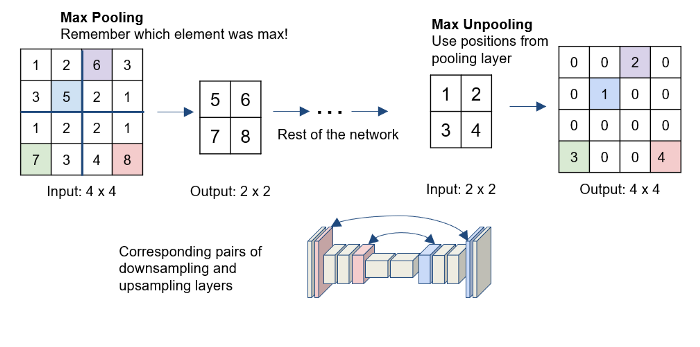 Max Pooling
Remember which element was max!
1 2 6 3
3 5 2 1
1 2 2 1
7 3 4 8
Input: 4 x 4
5 6
7 8
Output: 2 x 2
...
Rest of the network
Max Unpooling
Use positions from
pooling layer
1 2
3 4
Input: 2 x 2
0 0 2 0
0 1 0 0
0 0 0 0
3 0 0 4
Output: 4 x 4
Corresponding pairs of
downsampling and
upsampling layers